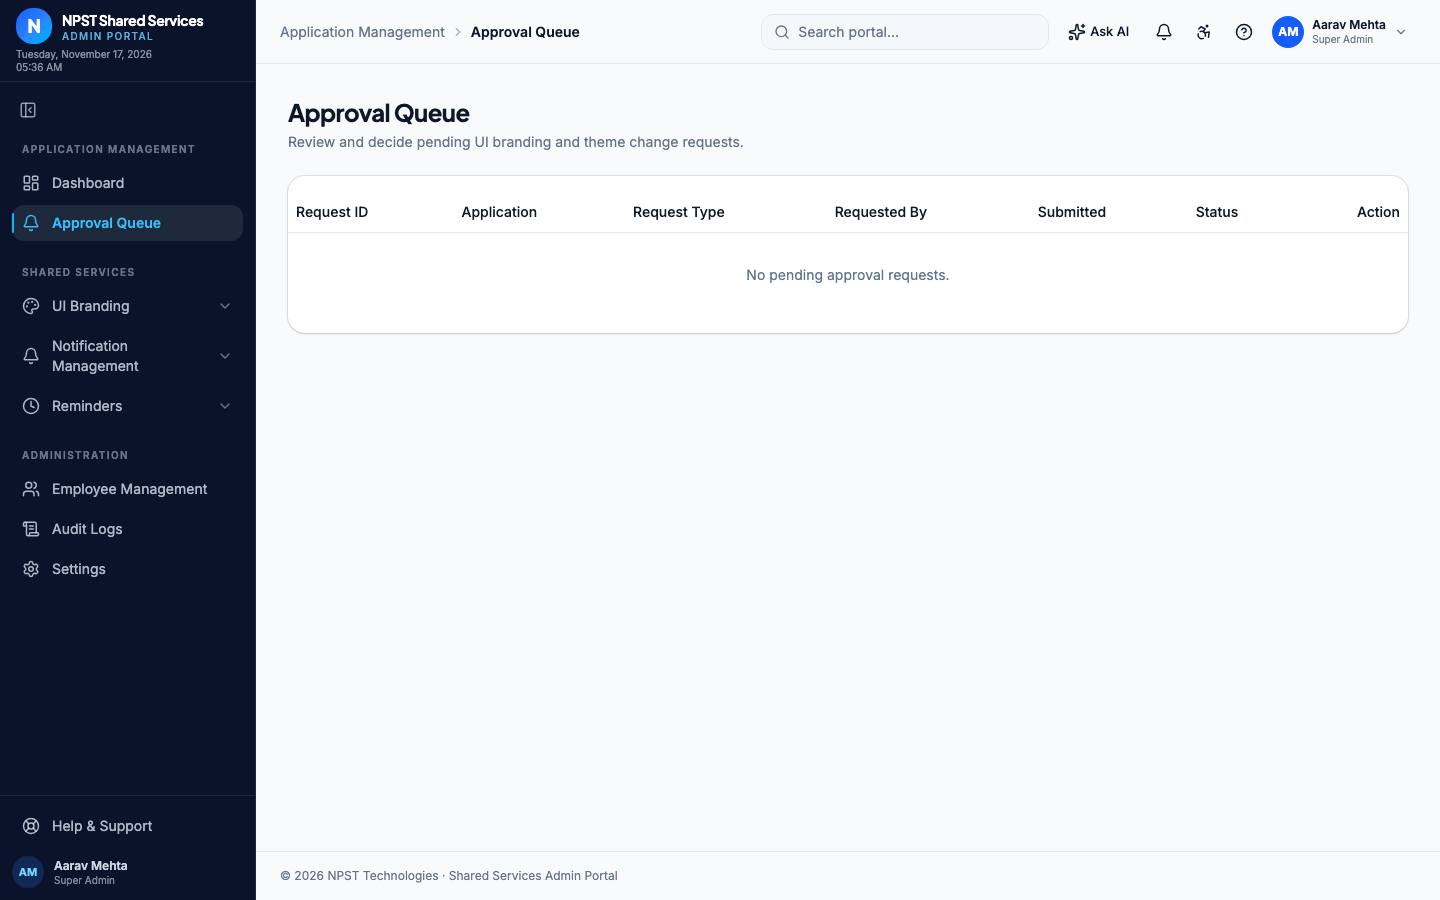 N
NPST Shared Services
ADMIN PORTAL
Tuesday, November 17, 2026
05:36 AM
APPLICATION MANAGEMENT
Dashboard
Approval Queue
SHARED SERVICES
UI Branding
Notification
Management
Reminders
ADMINISTRATION
Employee Management
Audit Logs
Settings
Help & Support
AM
Aarav Mehta
Super Admin
Application Management
Approval Queue
Search portal...
Ask AI
AM
Aarav Mehta
Super Admin
Approval Queue
Review and decide pending UI branding and theme change requests.
Request ID Application Request Type Requested By Submitted Status Action
No pending approval requests.
© 2026 NPST Technologies · Shared Services Admin Portal